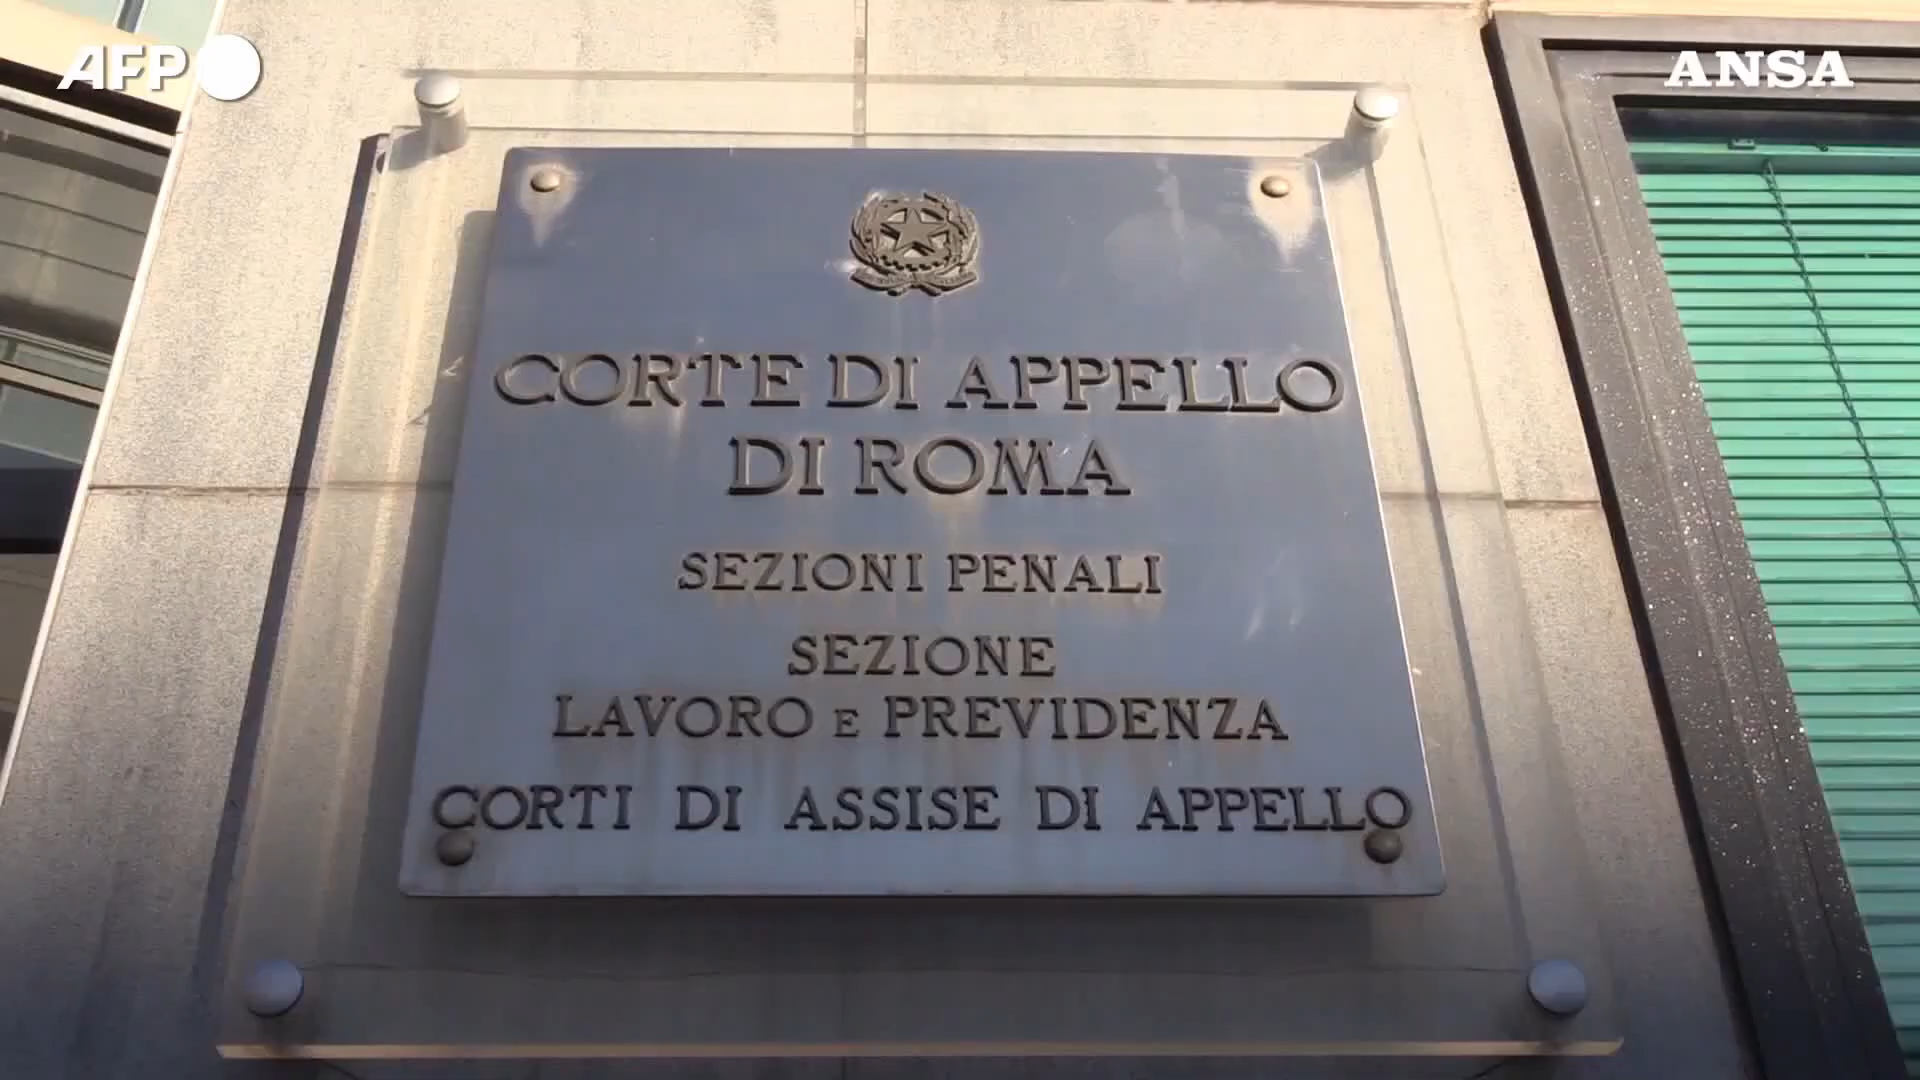 AFP
ANSA
CORTE DI APPELLO
DI ROMA
SEZIONI PENALI
SEZIONE
LAVORO E PREVIDENZA
CORTI DI ASSISE DI APPELLO